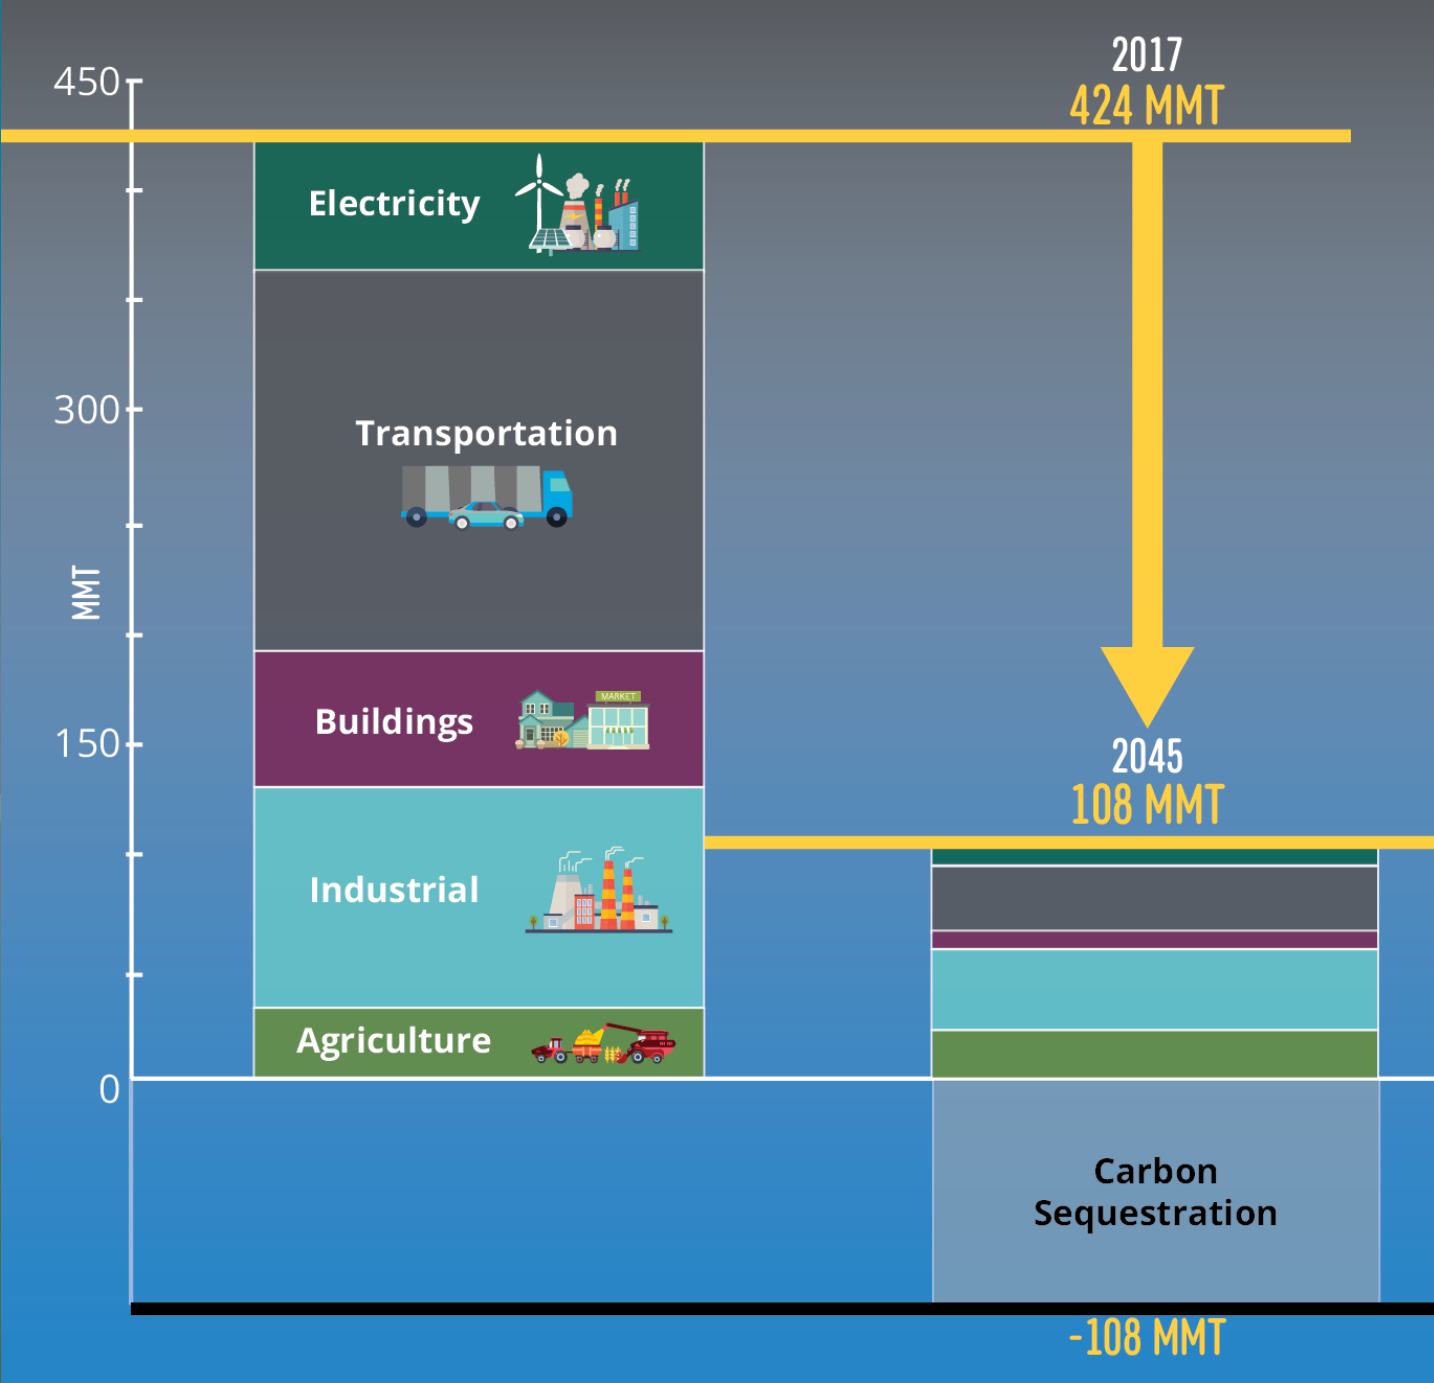 2017
424 MMT
450
Electricity
300
Transportation
MMT
Buildings
MARKET
150
2045
108 MMT
Industrial
Agriculture
0
Carbon
Sequestration
-108 MMT